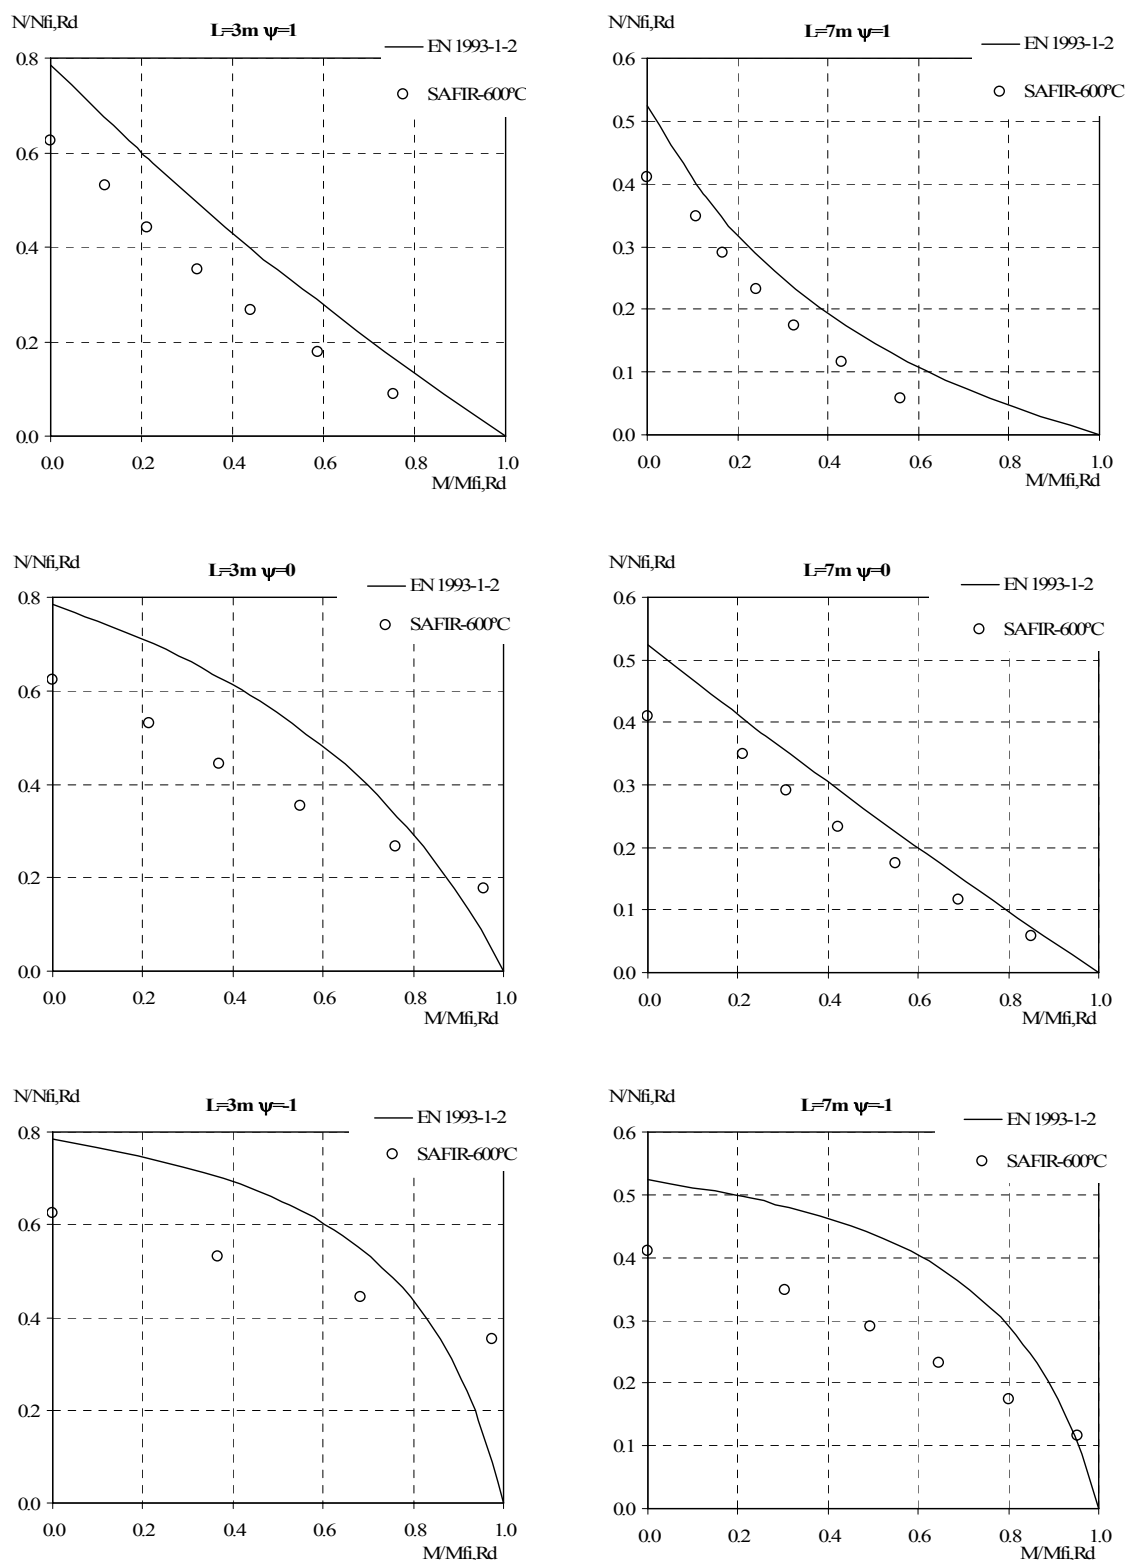 N/Nfi,Rd
L=3m ψ=1
EN 1993-1-2
SAFIR-600ºC
0.8
0.6
0.4
0.2
0.0
0.0 0.2 0.4 0.6 0.8 1.0
M/Mfi,Rd
N/Nfi,Rd
L=7m ψ=1
EN 1993-1-2
SAFIR-600ºC
0.6
0.5
0.4
0.3
0.2
0.1
0.0
0.0 0.2 0.4 0.6 0.8 1.0
M/Mfi,Rd
N/Nfi,Rd
L=3m ψ=0
EN 1993-1-2
SAFIR-600ºC
0.8
0.6
0.4
0.2
0.0
0.0 0.2 0.4 0.6 0.8 1.0
M/Mfi,Rd
N/Nfi,Rd
L=7m ψ=0
EN 1993-1-2
SAFIR-600ºC
0.6
0.5
0.4
0.3
0.2
0.1
0.0
0.0 0.2 0.4 0.6 0.8 1.0
M/Mfi,Rd
N/Nfi,Rd
L=3m ψ=-1
EN 1993-1-2
SAFIR-600ºC
0.8
0.6
0.4
0.2
0.0
0.0 0.2 0.4 0.6 0.8 1.0
M/Mfi,Rd
N/Nfi,Rd
L=7m ψ=-1
EN 1993-1-2
SAFIR-600ºC
0.6
0.5
0.4
0.3
0.2
0.1
0.0
0.0 0.2 0.4 0.6 0.8 1.0
M/Mfi,Rd